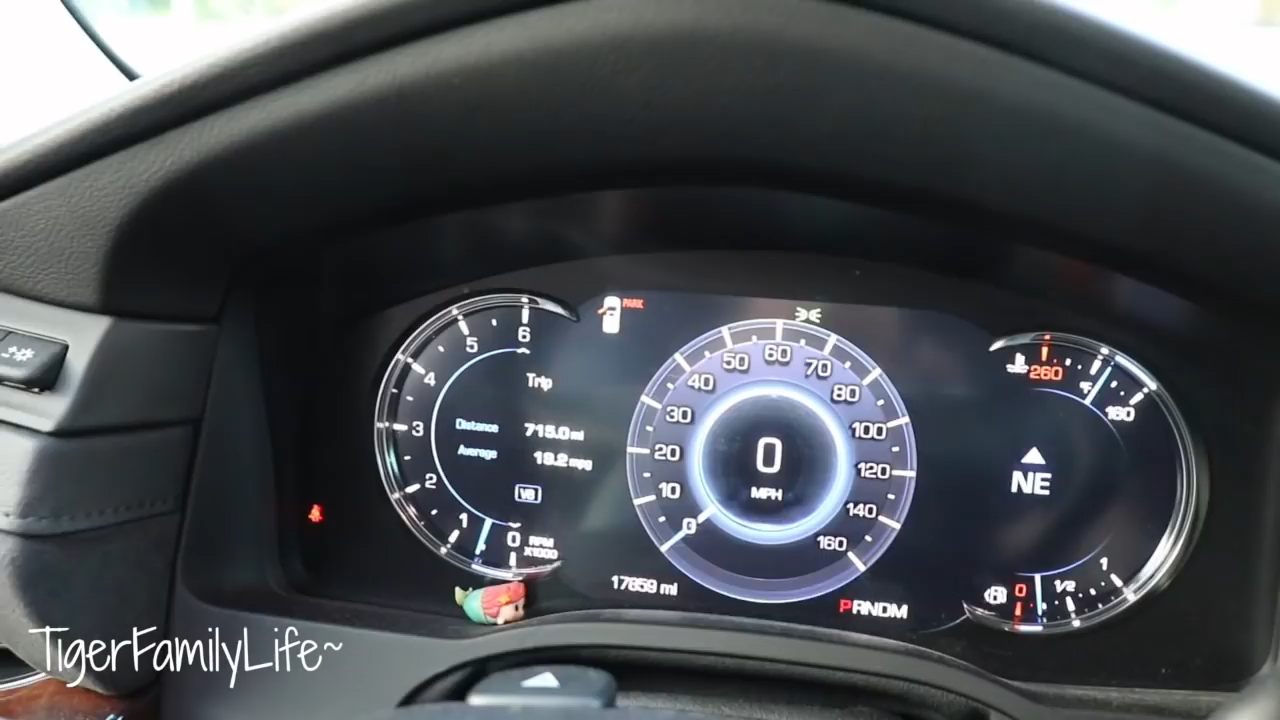 PARK
6
5
4
3
2
1
0
RPM
X1000
Trip
Distance 715.0 mi
Average 19.2 mpg
V8
0
10
20
30
40
50
60
70
80
100
120
140
160
0
MPH
17859 mi
PRNDM
260
°F
160
NE
0
1/2
1
TigerFamilyLife~